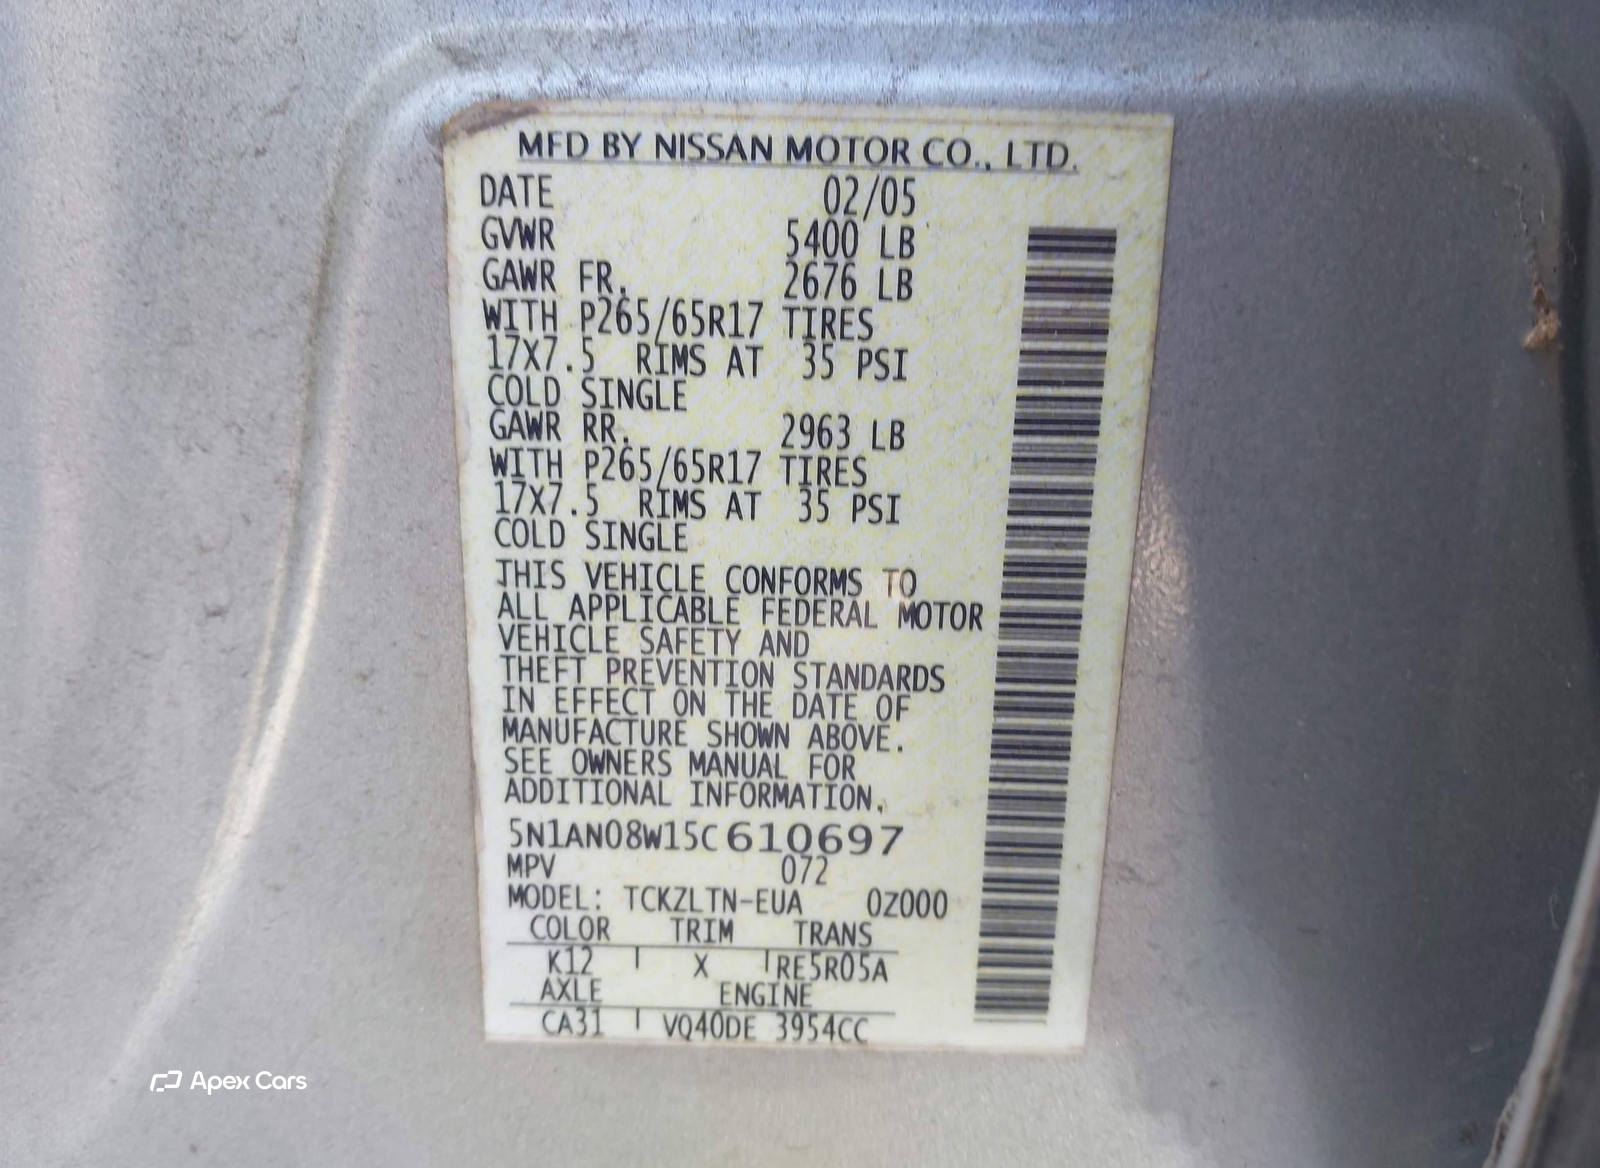 MFD BY NISSAN MOTOR CO., LTD.
DATE 02/05
GVWR 5400 LB
GAWR FR. 2676 LB
WITH P265/65R17 TIRES
17X7.5 RIMS AT 35 PSI
COLD SINGLE
GAWR RR. 2963 LB
WITH P265/65R17 TIRES
17X7.5 RIMS AT 35 PSI
COLD SINGLE
THIS VEHICLE CONFORMS TO
ALL APPLICABLE FEDERAL MOTOR
VEHICLE SAFETY AND
THEFT PREVENTION STANDARDS
IN EFFECT ON THE DATE OF
MANUFACTURE SHOWN ABOVE.
SEE OWNERS MANUAL FOR
ADDITIONAL INFORMATION.
5N1AN08W15C610697
MPV 072
MODEL: TCKZLTN-EUA 0Z000
COLOR TRIM TRANS
K12 X RE5R05A
AXLE ENGINE
CA31 VQ40DE 3954CC
Apex Cars